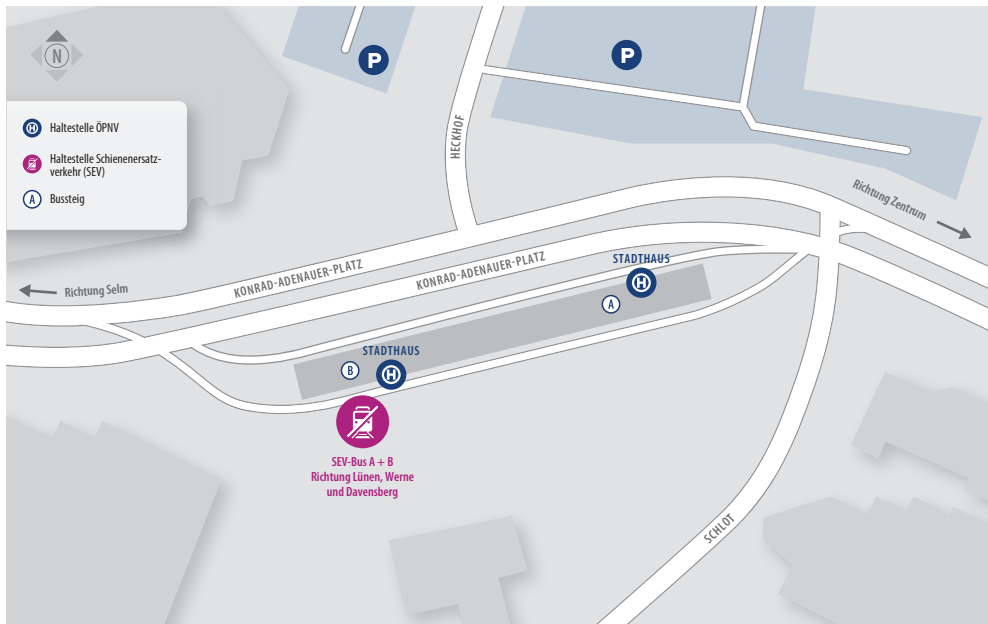 N
P
P
H
Haltestelle ÖPNV
Haltestelle Schienenersatz-
verkehr (SEV)
A
Bussteig
HECKHOF
Richtung Zentrum
KONRAD-ADENAUER-PLATZ
KONRAD-ADENAUER-PLATZ
Richtung Selm
STADTHAUS
H
A
STADTHAUS
B
H
SEV-Bus A + B
Richtung Lünen, Werne
und Davensberg
SCHLOT